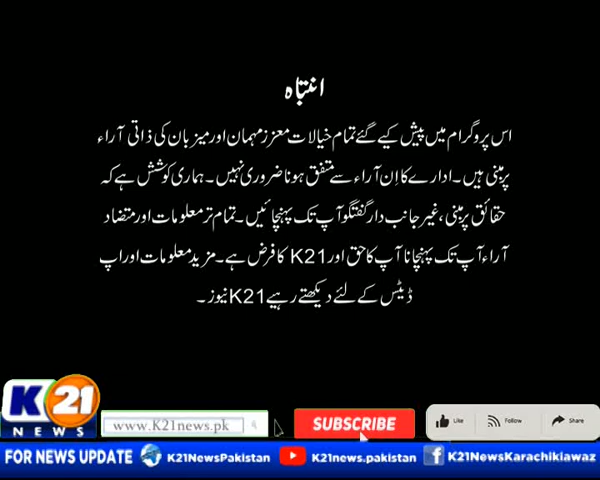 انتباہ
اس پروگرام میں پیش کیے گئے تمام خیالات معزز مہمان اور میزبان کی ذاتی آراء
پر مبنی ہیں۔ ادارے کا اِن آراء سے متفق ہونا ضروری نہیں۔ ہماری کوشش ہے کہ
حقائق پر مبنی، غیر جانب دار گفتگو آپ تک پہنچائیں۔ تمام تر معلومات اور متضاد
آراء آپ تک پہنچانا آپ کا حق اور K21 کا فرض ہے۔ مزید معلومات اور اپ
ڈیٹس کے لئے دیکھتے رہیے K21 نیوز۔
K21
NEWS
www.K21news.pk
SUBSCRIBE
Like
Follow
Share
FOR NEWS UPDATE K21NewsPakistan K21news.pakistan K21NewsKarachikiawaz